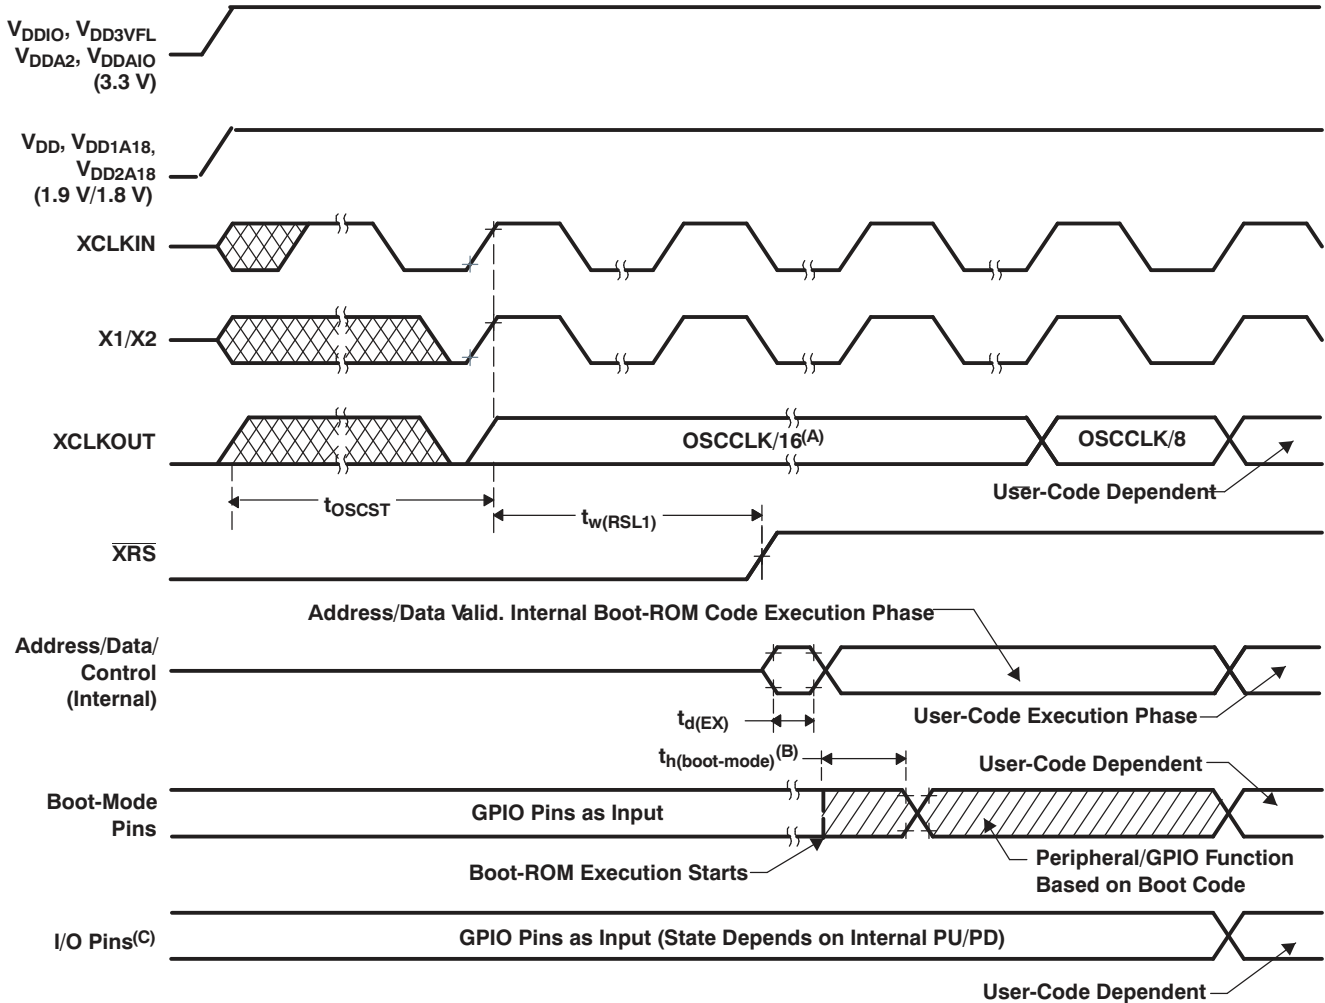 VDDIO, VDD3VFL
VDDA2, VDDAIO
(3.3 V)
VDD, VDD1A18,
VDD2A18
(1.9 V/1.8 V)
XCLKIN
X1/X2
XCLKOUT
OSCCLK/16(A)
OSCCLK/8
User-Code Dependent
tOSCST
tw(RSL1)
XRS
Address/Data Valid. Internal Boot-ROM Code Execution Phase
Address/Data/
Control
(Internal)
td(EX)
User-Code Execution Phase
th(boot-mode)(B)
User-Code Dependent
Boot-Mode
Pins
GPIO Pins as Input
Boot-ROM Execution Starts
Peripheral/GPIO Function
Based on Boot Code
I/O Pins(C)
GPIO Pins as Input (State Depends on Internal PU/PD)
User-Code Dependent